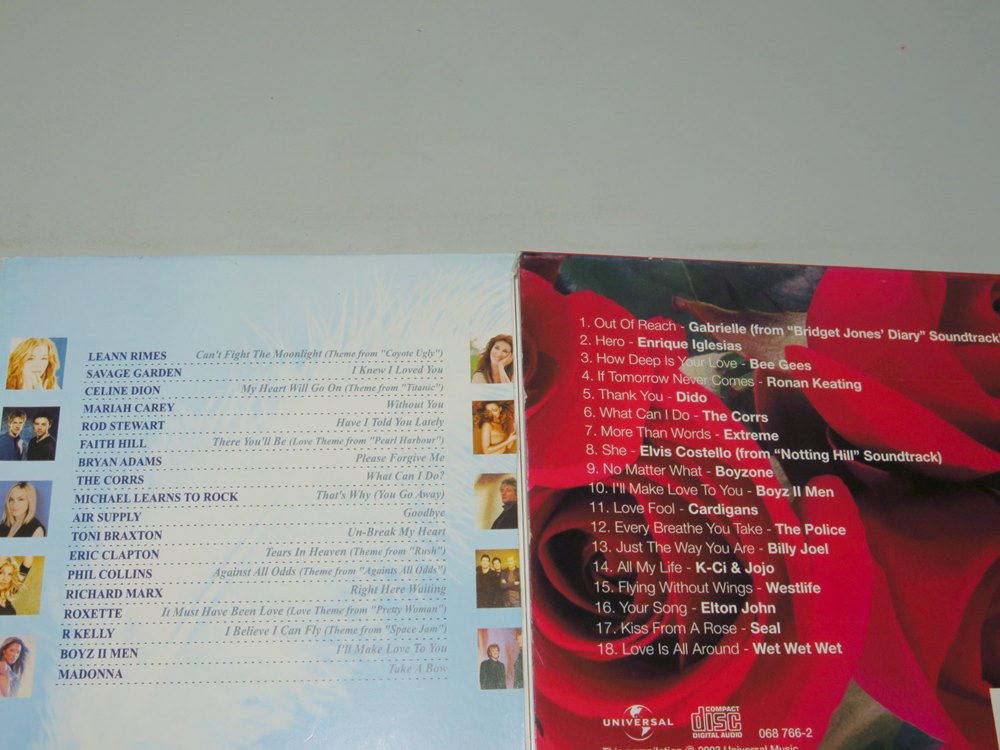 LEANN RIMES Can't Fight The Moonlight (Theme from "Coyote Ugly")
SAVAGE GARDEN I Knew I Loved You
CELINE DION My Heart Will Go On (Theme from "Titanic")
MARIAH CAREY Without You
ROD STEWART Have I Told You Lately
FAITH HILL There You'll Be (Love Theme from "Pearl Harbour")
BRYAN ADAMS Please Forgive Me
THE CORRS What Can I Do?
MICHAEL LEARNS TO ROCK That's Why (You Go Away)
AIR SUPPLY Goodbye
TONI BRAXTON Un-Break My Heart
ERIC CLAPTON Tears In Heaven (Theme from "Rush")
PHIL COLLINS Against All Odds (Theme from "Againts All Odds")
RICHARD MARX Right Here Waiting
ROXETTE It Must Have Been Love (Love Theme from "Pretty Woman")
R KELLY I Believe I Can Fly (Theme from "Space Jam")
BOYZ II MEN I'll Make Love To You
MADONNA Take A Bow
1. Out Of Reach - Gabrielle (from "Bridget Jones' Diary" Soundtrack)
2. Hero - Enrique Iglesias
3. How Deep Is Your Love - Bee Gees
4. If Tomorrow Never Comes - Ronan Keating
5. Thank You - Dido
6. What Can I Do - The Corrs
7. More Than Words - Extreme
8. She - Elvis Costello (from "Notting Hill" Soundtrack)
9. No Matter What - Boyzone
10. I'll Make Love To You - Boyz II Men
11. Love Fool - Cardigans
12. Every Breathe You Take - The Police
13. Just The Way You Are - Billy Joel
14. All My Life - K-Ci & Jojo
15. Flying Without Wings - Westlife
16. Your Song - Elton John
17. Kiss From A Rose - Seal
18. Love Is All Around - Wet Wet Wet
UNIVERSAL
COMPACT
disc
DIGITAL AUDIO
068 766-2
This compilation ℗ 2002 Universal Music